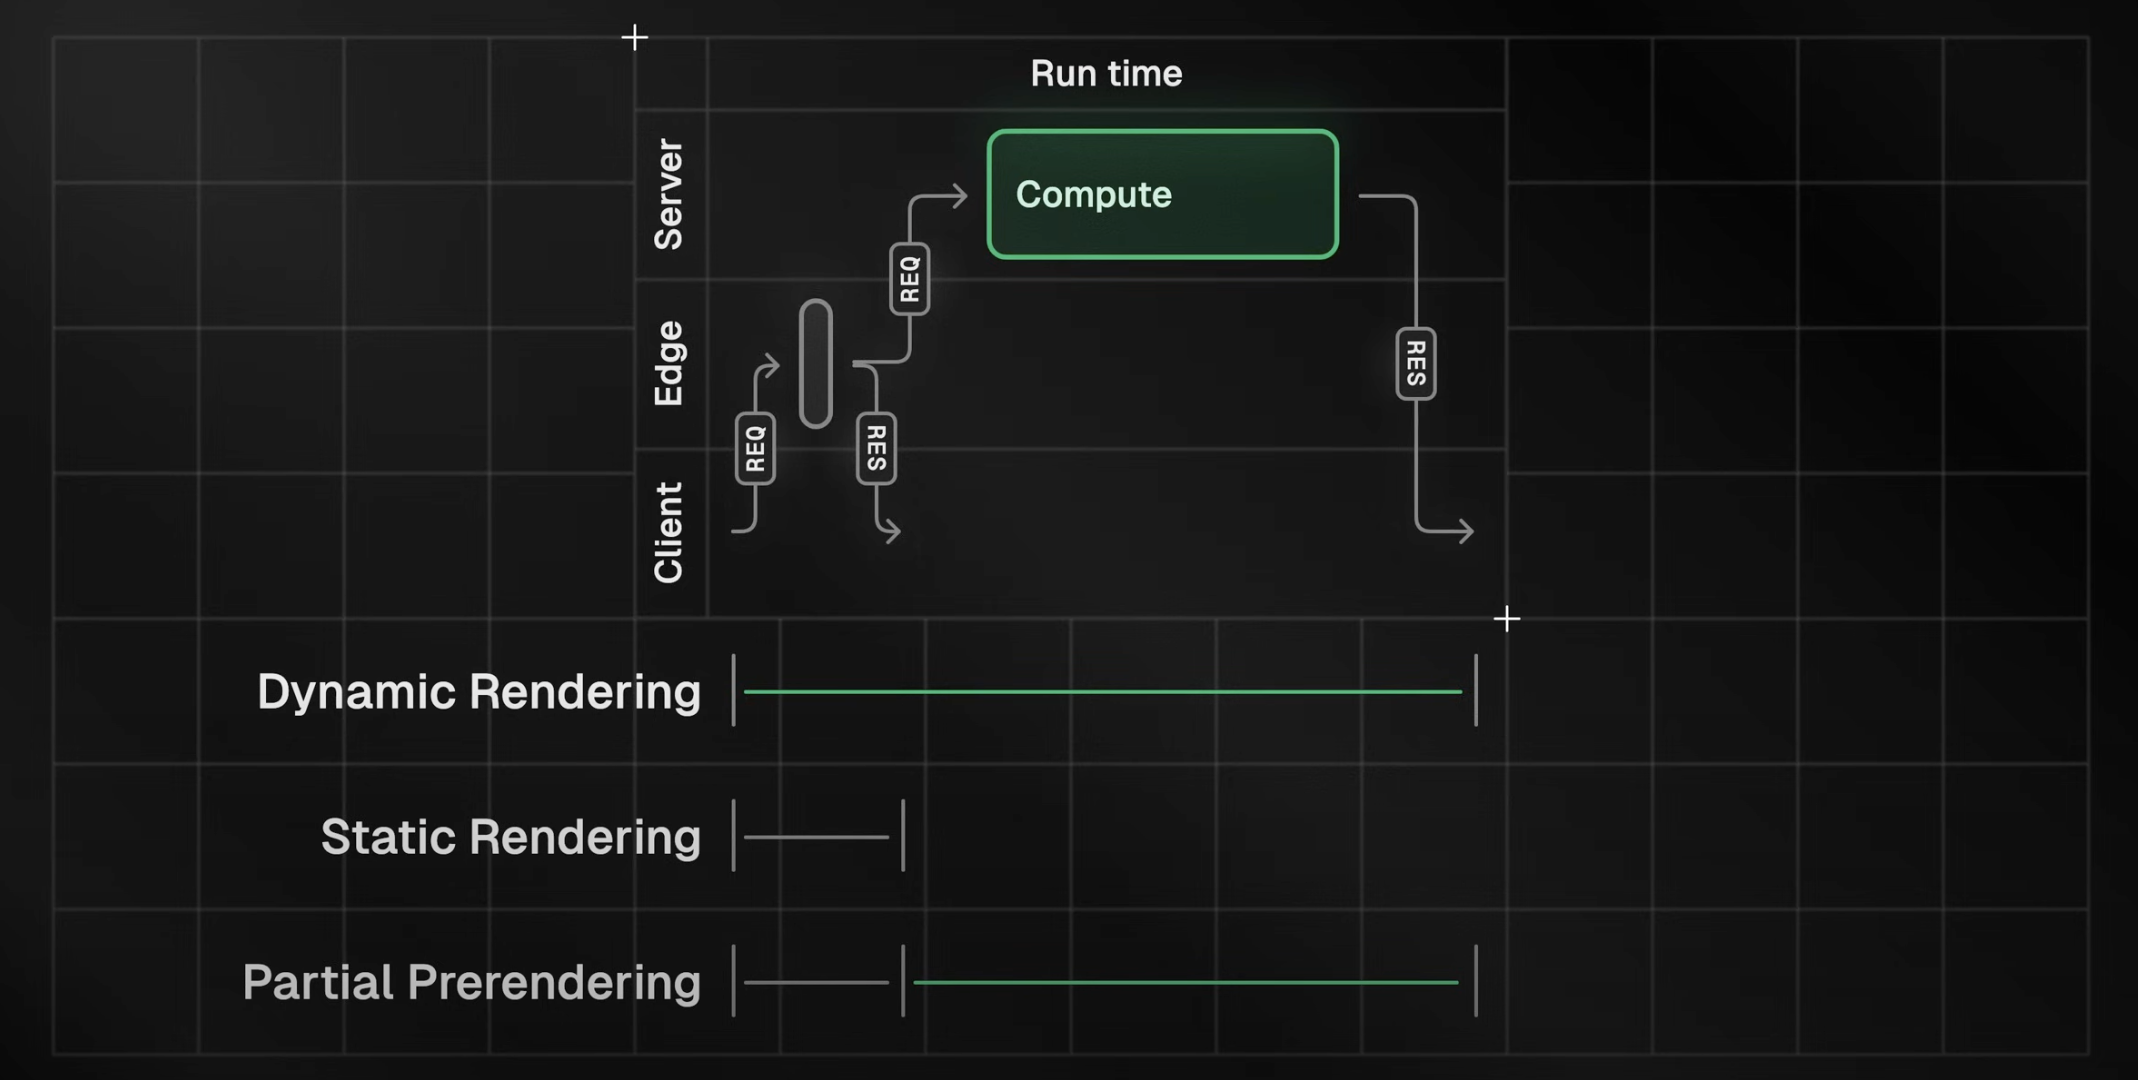 Run time
Server
Compute
REQ
Edge
RES
REQ
RES
Client
Dynamic Rendering
Static Rendering
Partial Prerendering